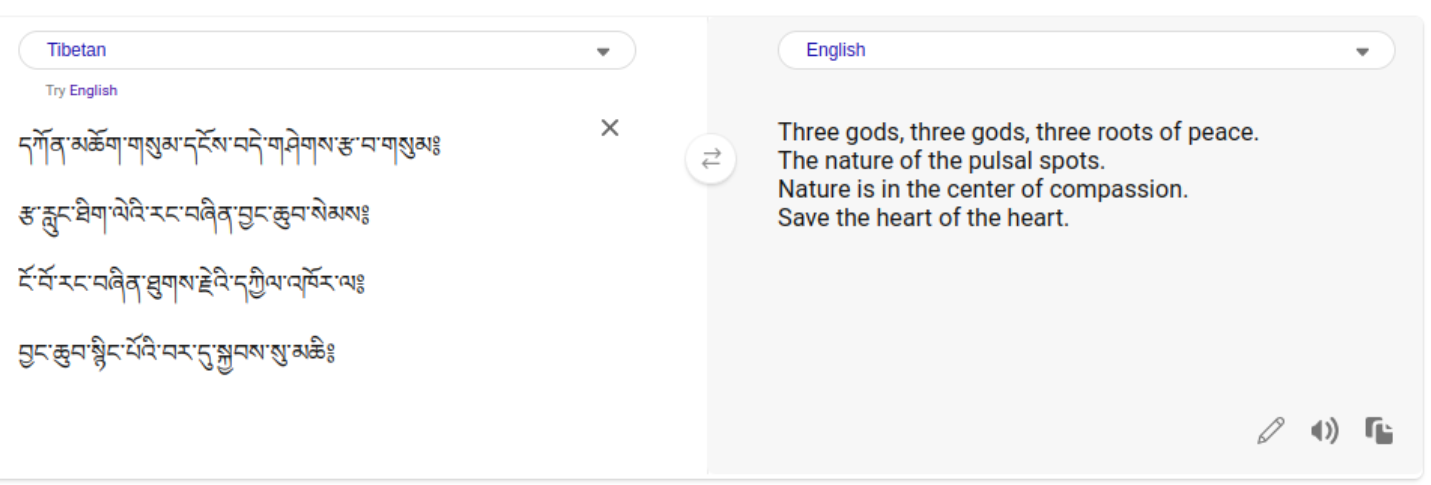 Tibetan
English
Try English
དཀོན་མཆོག་གསུམ་དངོས་བདེ་གཤེགས་རྩ་བ་གསུམ༔
རྩ་རླུང་ཐིག་ལེའི་རང་བཞིན་བྱང་ཆུབ་སེམས༔
ངོ་བོ་རང་བཞིན་ཐུགས་རྗེའི་དཀྱིལ་འཁོར་ལ༔
བྱང་ཆུབ་སྙིང་པོའི་བར་དུ་སྐྱབས་སུ་མཆི༔
Three gods, three gods, three roots of peace.
The nature of the pulsal spots.
Nature is in the center of compassion.
Save the heart of the heart.